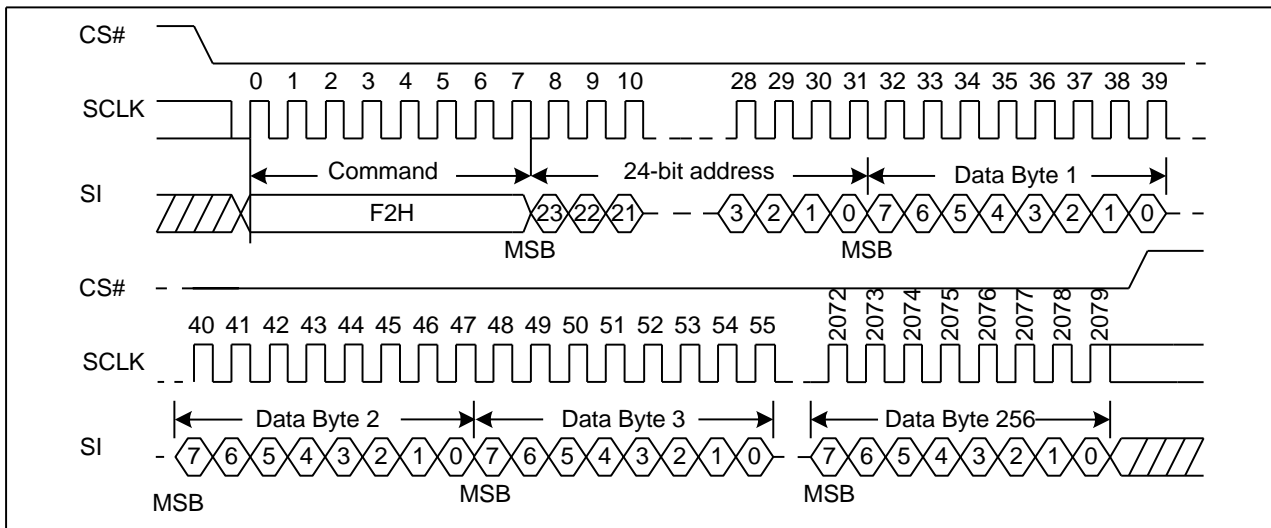 CS#
0 1 2 3 4 5 6 7 8 9 10 28 29 30 31 32 33 34 35 36 37 38 39
SCLK
Command 24-bit address Data Byte 1
SI
F2H 23 22 21 3 2 1 0 7 6 5 4 3 2 1 0
MSB MSB
CS#
40 41 42 43 44 45 46 47 48 49 50 51 52 53 54 55 2072 2073 2074 2075 2076 2077 2078 2079
SCLK
Data Byte 2 Data Byte 3 Data Byte 256
SI
7 6 5 4 3 2 1 0 7 6 5 4 3 2 1 0 7 6 5 4 3 2 1 0
MSB MSB MSB